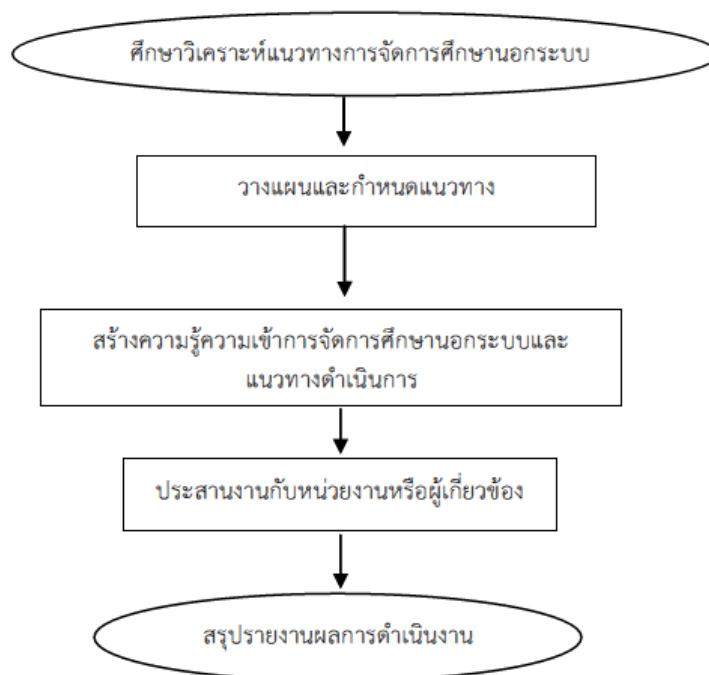 ศึกษาวิเคราะห์แนวทางการจัดการศึกษานอกระบบ
วางแผนและกำหนดแนวทาง
สร้างความรู้ความเข้าการจัดการศึกษานอกระบบและ
แนวทางดำเนินการ
ประสานงานกับหน่วยงานหรือผู้เกี่ยวข้อง
สรุปรายงานผลการดำเนินงาน